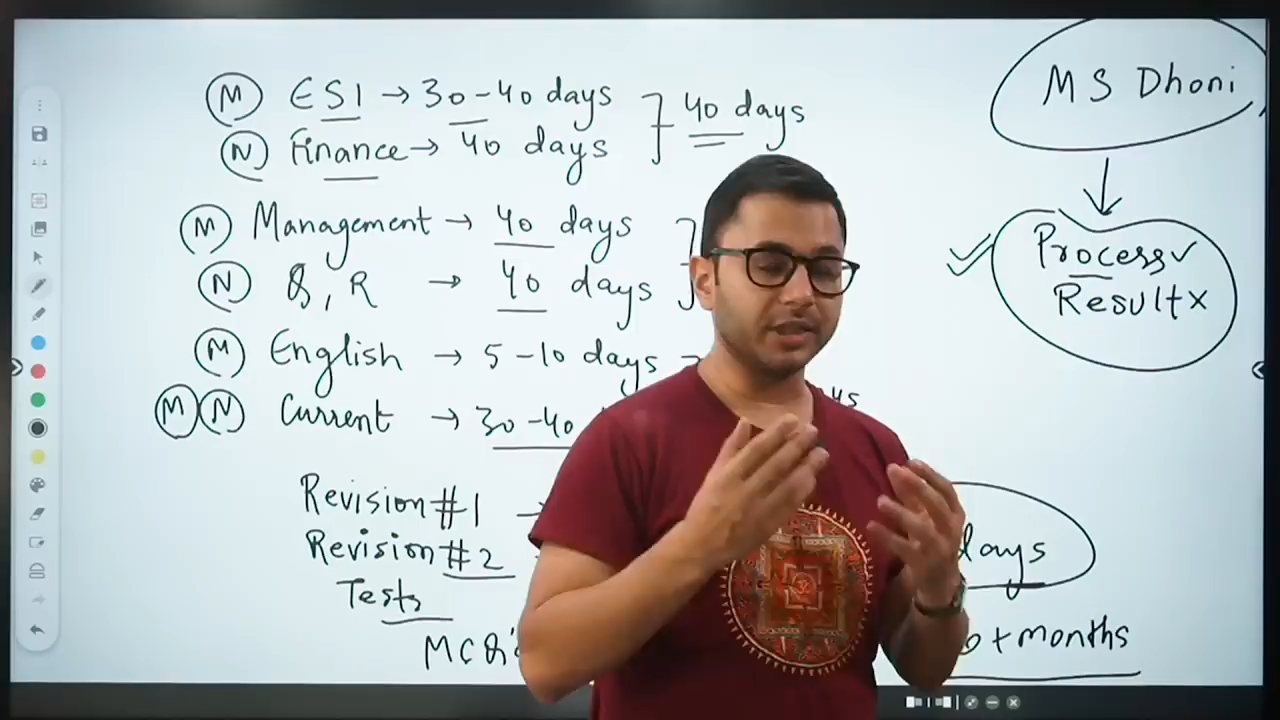 M ESI → 30-40 days } 40 days
N Finance → 40 days
M Management → 40 days }
N Q, R → 40 days
M English → 5-10 days
M N Current → 30-40
Revision #1 →
Revision #2
Tests
days
months
MS Dhoni
↓
Process ✓
Result x